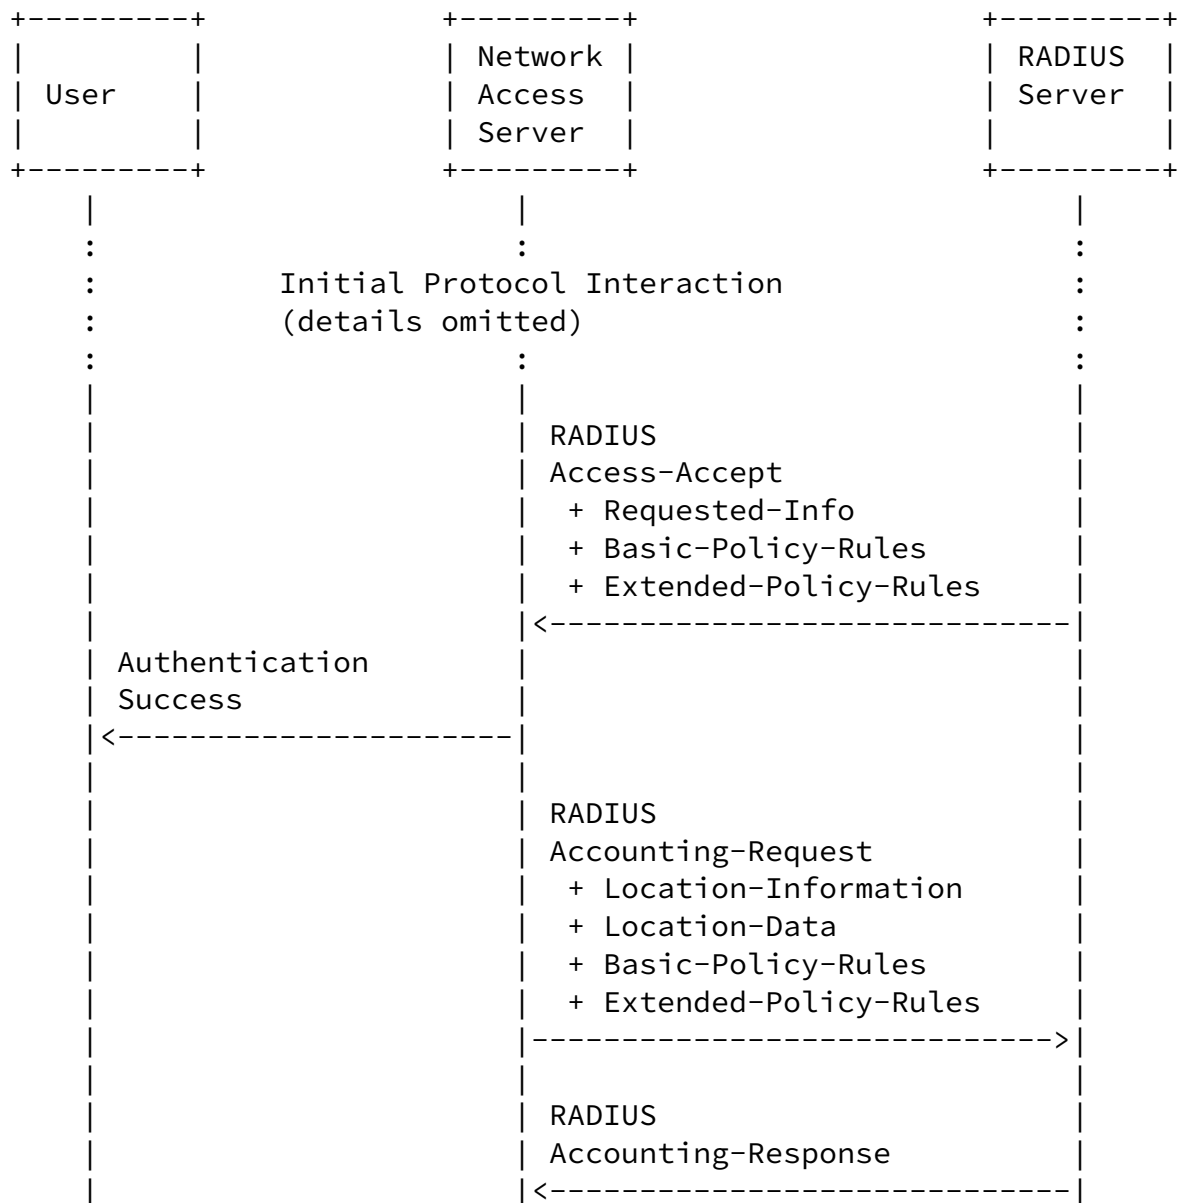 Network RADIUS
User Access Server
Server
Initial Protocol Interaction
(details omitted)
RADIUS
Access-Accept
+ Requested-Info
+ Basic-Policy-Rules
+ Extended-Policy-Rules
Authentication
Success
RADIUS
Accounting-Request
+ Location-Information
+ Location-Data
+ Basic-Policy-Rules
+ Extended-Policy-Rules
RADIUS
Accounting-Response